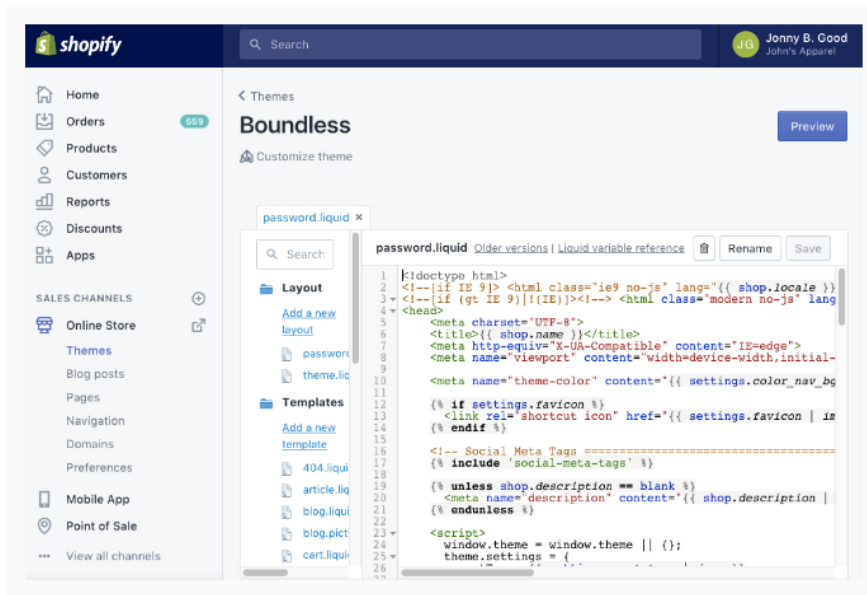 shopify
Search
JG
Jonny B. Good
John's Apparel
Home
Orders
659
Products
Customers
Reports
Discounts
Apps
SALES CHANNELS
Online Store
Themes
Blog posts
Pages
Navigation
Domains
Preferences
Mobile App
Point of Sale
View all channels
Themes
Boundless
Customize theme
Preview
password.liquid ×
Search
Layout
Add a new
layout
password
theme.liq
Templates
Add a new
template
404.liqui
article.liq
blog.liqui
blog.pict
cart.liquid
password.liquid Older versions | Liquid variable reference
Rename
Save
1 <!doctype html>
2 <!--[if IE 9]> <html class="ie9 no-js" lang="{{ shop.locale }}
3 <!--[if (gt IE 9)|!(IE)]><!--> <html class="modern no-js" lang
4 <head>
5 <meta charset="UTF-8">
6 <title>{{ shop.name }}</title>
7 <meta http-equiv="X-UA-Compatible" content="IE=edge">
8 <meta name="viewport" content="width=device-width,initial-
9
10 <meta name="theme-color" content="{{ settings.color_nav_bg
11
12 {% if settings.favicon %}
13 <link rel="shortcut icon" href="{{ settings.favicon | im
14 {% endif %}
15
16 <!-- Social Meta Tags =====================================
17 {% include 'social-meta-tags' %}
18
19 {% unless shop.description == blank %}
20 <meta name="description" content="{{ shop.description |
21 {% endunless %}
22
23 <script>
24 window.theme = window.theme || {};
25 theme.settings = {
26